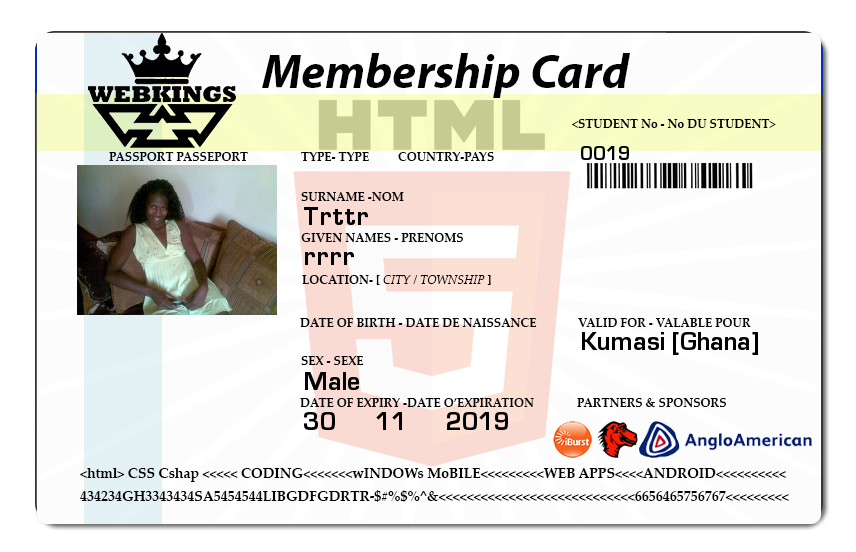 Membership Card
WEBKINGS
HTML
<STUDENT No - No DU STUDENT>
0019
PASSPORT PASSEPORT
TYPE- TYPE COUNTRY-PAYS
SURNAME -NOM
Trttr
GIVEN NAMES - PRENOMS
rrrr
LOCATION- [ CITY / TOWNSHIP ]
DATE OF BIRTH - DATE DE NAISSANCE
VALID FOR - VALABLE POUR
Kumasi [Ghana]
SEX - SEXE
Male
DATE OF EXPIRY -DATE O'EXPIRATION
30 11 2019
PARTNERS & SPONSORS
iBurst
AngloAmerican
<html> CSS Cshap <<<<< CODING<<<<<<<wINDOWs MoBILE<<<<<<<<<WEB APPS<<<<ANDROID<<<<<<<<<<
434234GH3343434SA5454544LIBGDFGDRTR-$#%$%^&<<<<<<<<<<<<<<<<<<<<<<<<<<<<6656465756767<<<<<<<<<